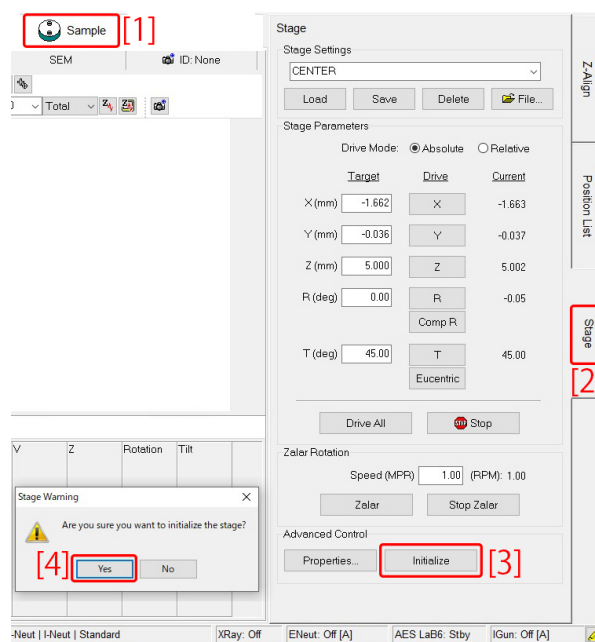 Sample [1]
SEM ID: None
Total
Stage
Stage Settings
CENTER
Load Save Delete File...
Stage Parameters
Drive Mode: Absolute Relative
Target Drive Current
X (mm) -1.662 X -1.663
Y (mm) -0.036 Y -0.037
Z (mm) 5.000 Z 5.002
R (deg) 0.00 R -0.05
Comp R
T (deg) 45.00 T 45.00
Eucentric
Drive All Stop
Zalar Rotation
Speed (MPR) 1.00 (RPM): 1.00
Zalar Stop Zalar
Advanced Control
Properties... Initialize [3]
Z-Align
Position List
Stage
[2]
Z Rotation Tilt
Stage Warning
Are you sure you want to initialize the stage?
[4] Yes No
-Neut | I-Neut | Standard XRay: Off ENeut: Off [A] AES LaB6: Stby IGun: Off [A]